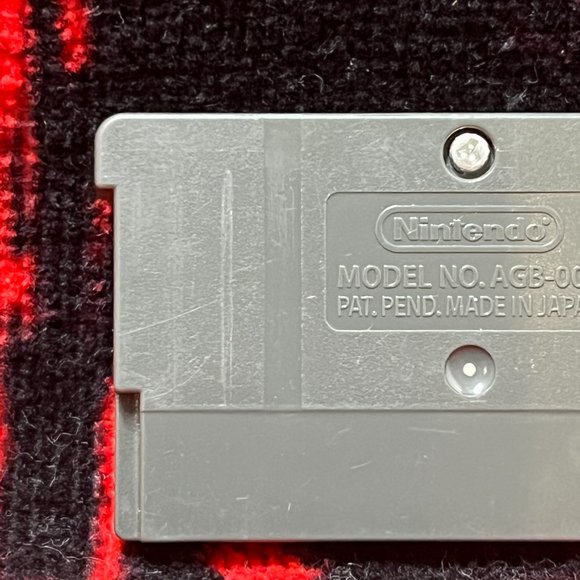 Nintendo
MODEL NO. AGB-00
PAT. PEND. MADE IN JAPA